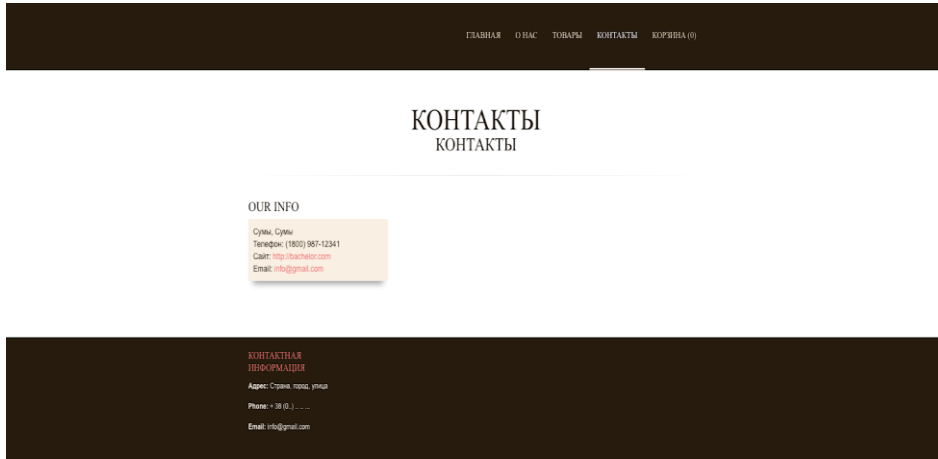 ГЛАВНАЯ О НАС ТОВАРЫ КОНТАКТЫ КОРЗИНА (0)
КОНТАКТЫ
КОНТАКТЫ
OUR INFO
Сумы, Сумы
Телефон: (1800) 987-12341
Сайт: http://bachelor.com
Email: info@gmail.com
КОНТАКТНАЯ
ИНФОРМАЦИЯ
Адрес: Страна, город, улица
Phone: + 38 (0..) .. .. ...
Email: info@gmail.com